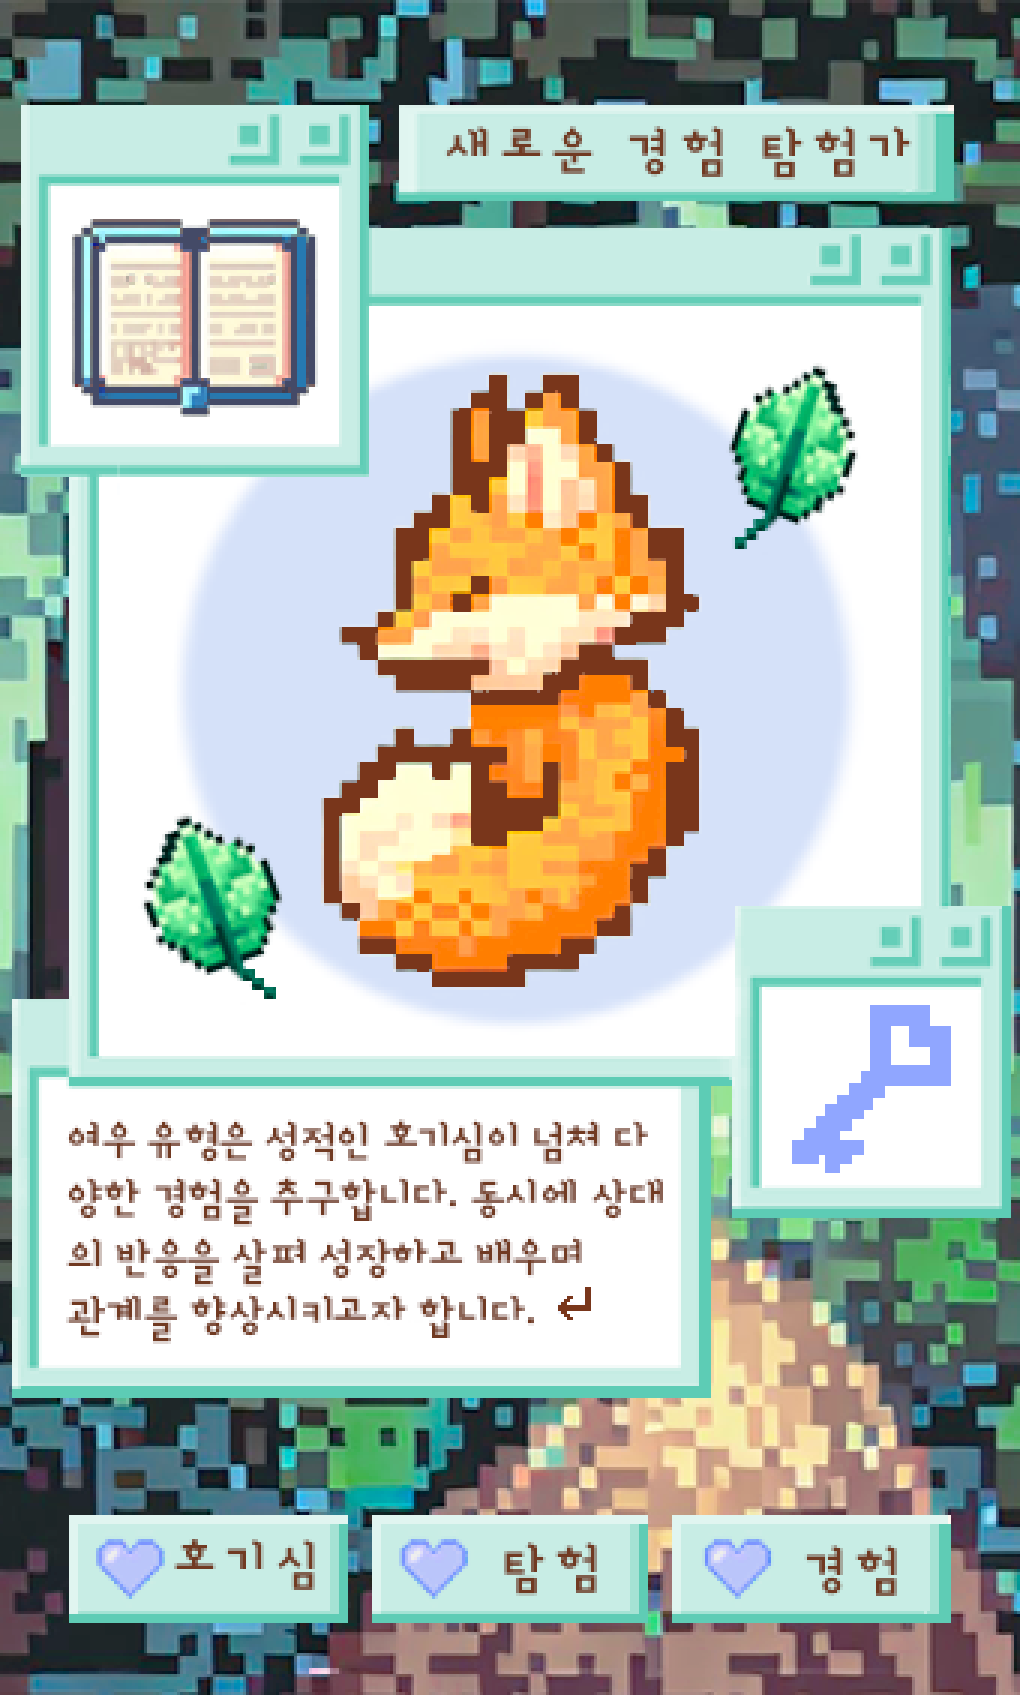 새로운 경험 탐험가
여우 유형은 성적인 호기심이 넘쳐 다
양한 경험을 추구합니다. 동시에 상대
의 반응을 살펴 성장하고 배우며
관계를 향상시키고자 합니다. ↵
호기심
탐험
경험